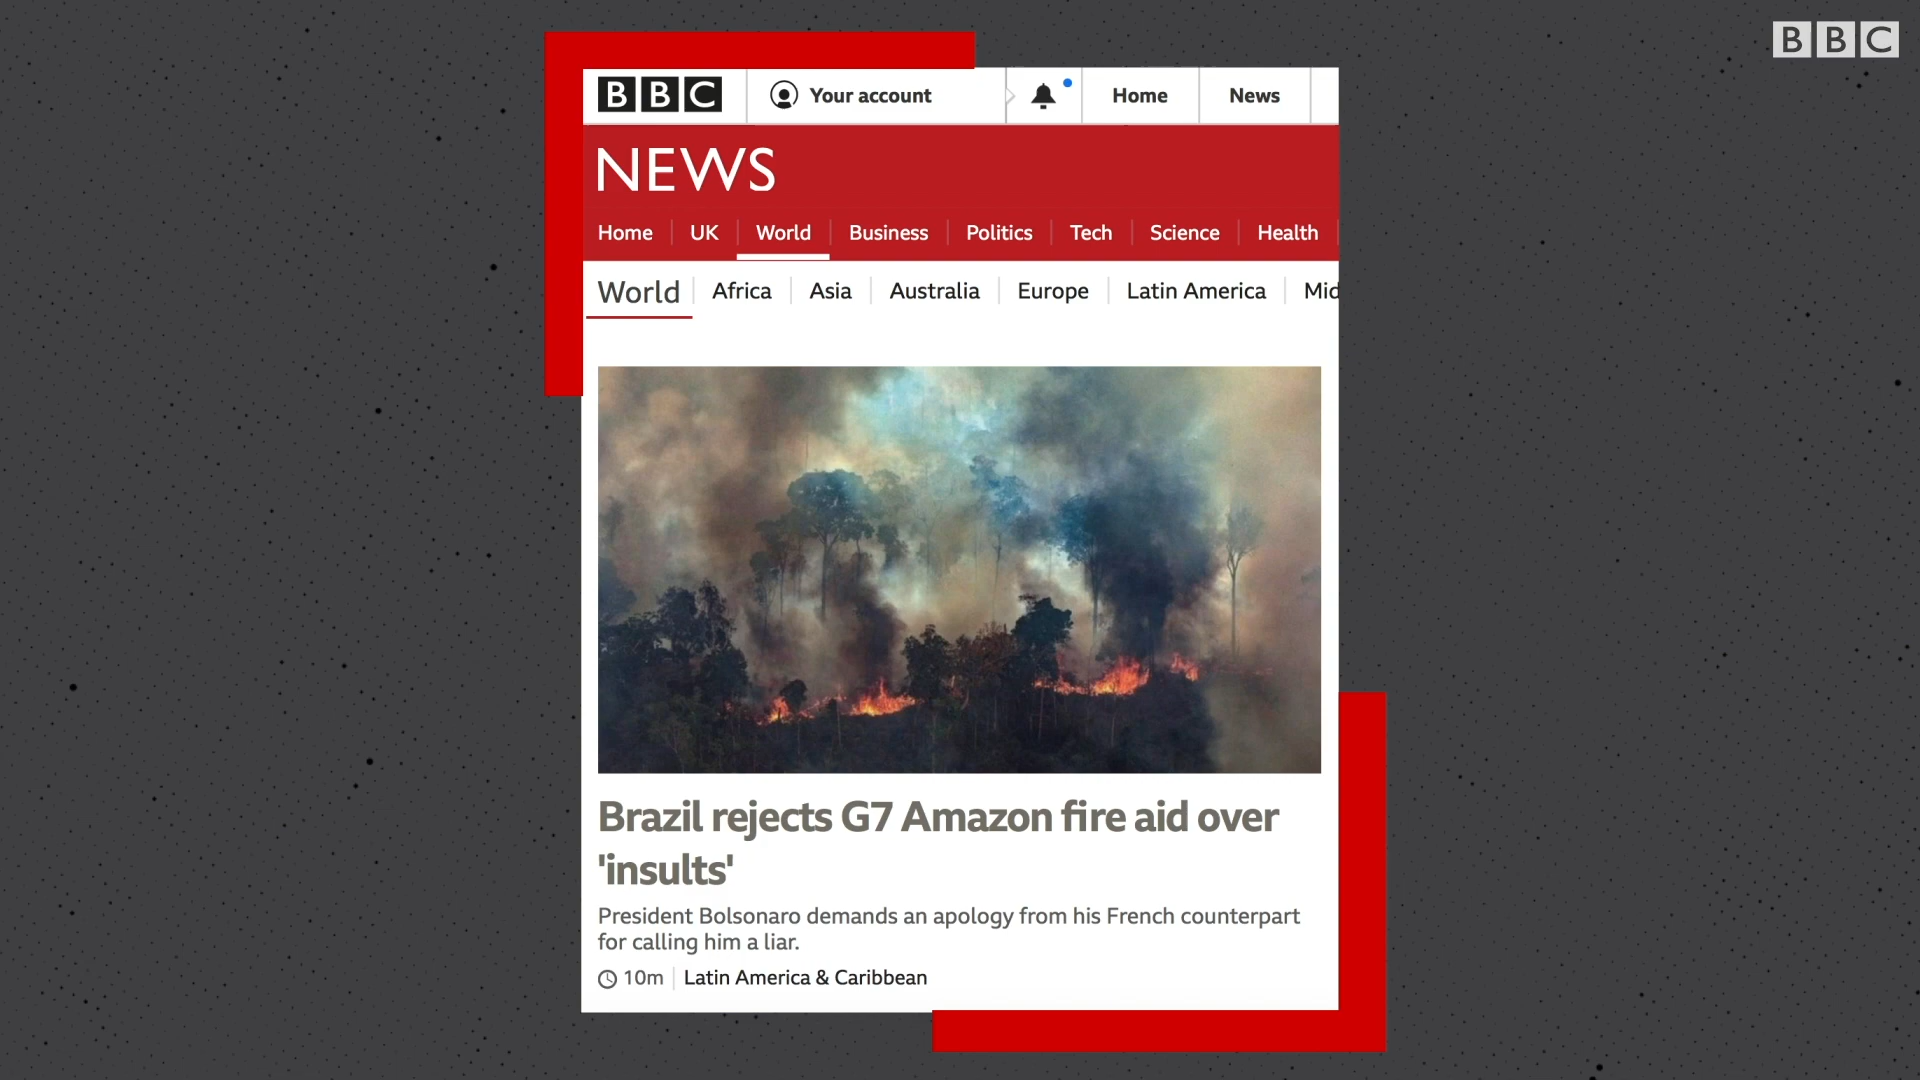 BBC
BBC
Your account
Home
News
NEWS
Home
UK
World
Business
Politics
Tech
Science
Health
World
Africa
Asia
Australia
Europe
Latin America
Mid
Brazil rejects G7 Amazon fire aid over
'insults'
President Bolsonaro demands an apology from his French counterpart
for calling him a liar.
10m
Latin America & Caribbean